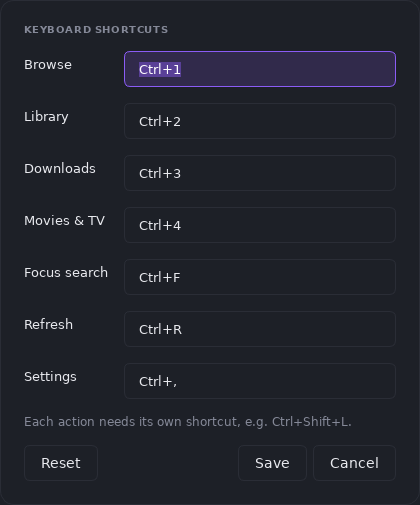 KEYBOARD SHORTCUTS
Browse Ctrl+1
Library Ctrl+2
Downloads Ctrl+3
Movies & TV Ctrl+4
Focus search Ctrl+F
Refresh Ctrl+R
Settings Ctrl+,
Each action needs its own shortcut, e.g. Ctrl+Shift+L.
Reset Save Cancel